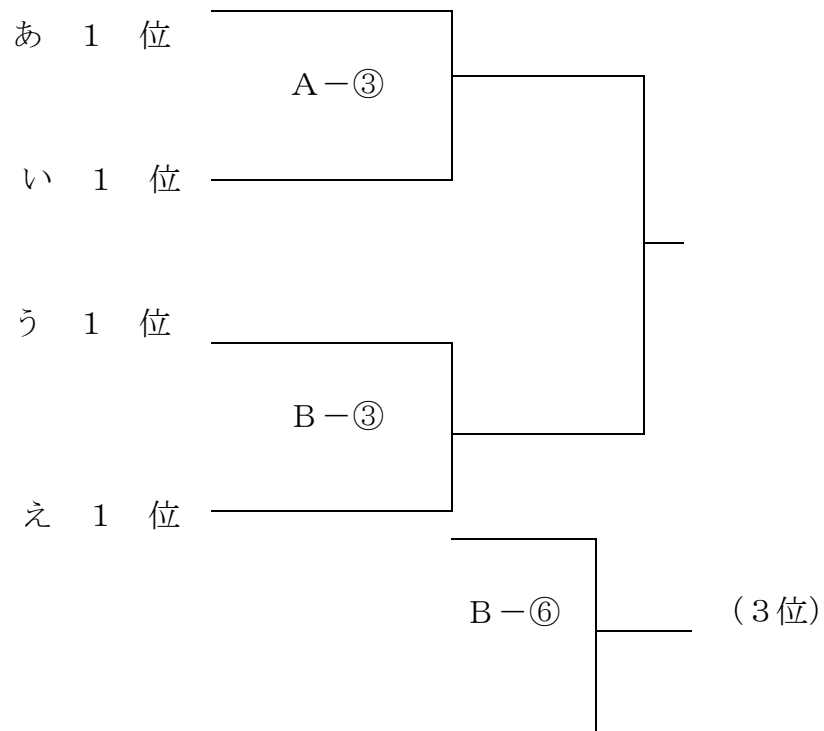 あ　１　位
Ａ－③
い　１　位
う　１　位
Ｂ－③
え　１　位
Ｂ－⑥
（３位）